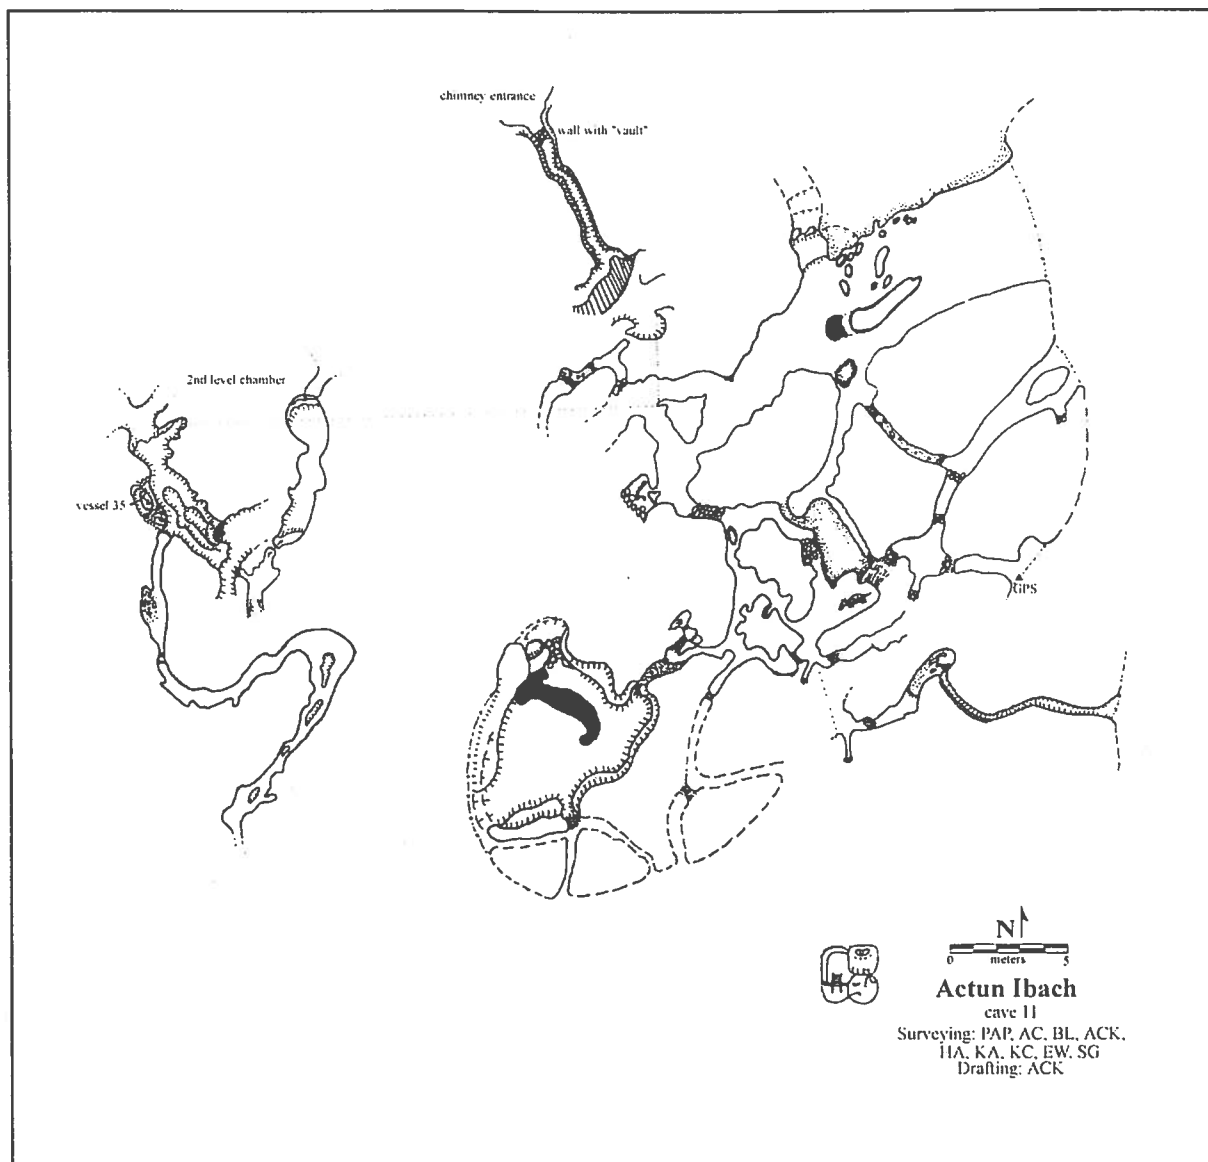 chimney entrance
wall with "vault"
2nd level chamber
vessel 35
GPS
N
0 meters 5
Actun Ibach
cave 11
Surveying: PAP, AC, BL, ACK,
HA, KA, KC, EW, SG
Drafting: ACK